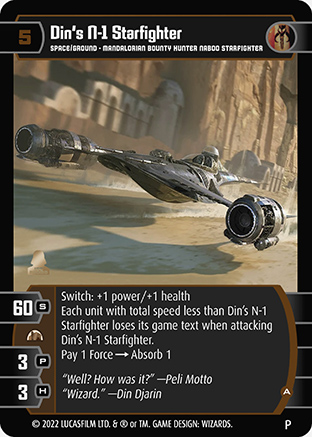 5
Din's N-1 Starfighter
SPACE/GROUND - MANDALORIAN BOUNTY HUNTER NABOO STARFIGHTER
60 S
Switch: +1 power/+1 health
Each unit with total speed less than Din's N-1
Starfighter loses its game text when attacking
Din's N-1 Starfighter.
3 P
Pay 1 Force → Absorb 1
3 H
"Well? How was it?" —Peli Motto
"Wizard." —Din Djarin
A
© 2022 LUCASFILM LTD. & ® or TM. GAME DESIGN: WIZARDS.
P